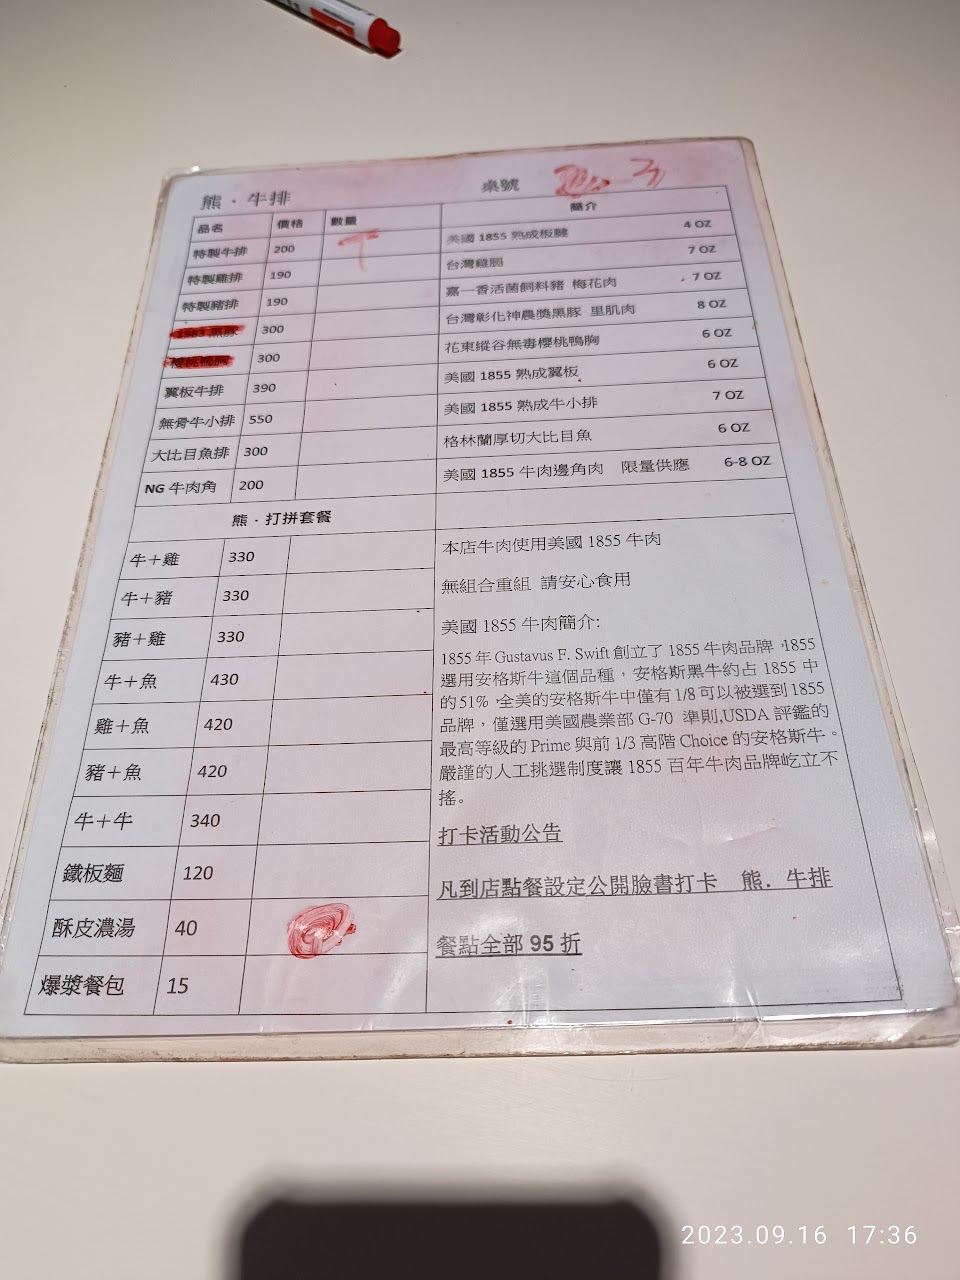 熊．牛排 桌號
品名 價格 數量 簡介
特製牛排 200 美國 1855 熟成板腱 4 OZ
特製雞排 190 台灣雞腿 7 OZ
特製豬排 190 嘉一香活菌飼料豬 梅花肉 7 OZ
1983 黑豚 300 台灣彰化神農獎黑豚 里肌肉 8 OZ
櫻桃鴨胸 300 花東縱谷無毒櫻桃鴨胸 6 OZ
翼板牛排 390 美國 1855 熟成翼板 6 OZ
無骨牛小排 550 美國 1855 熟成牛小排 7 OZ
大比目魚排 300 格林蘭厚切大比目魚 6 OZ
NG 牛肉角 200 美國 1855 牛肉邊角肉 限量供應 6-8 OZ
熊．打拼套餐
牛＋雞 330
牛＋豬 330
豬＋雞 330
牛＋魚 430
雞＋魚 420
豬＋魚 420
牛＋牛 340
鐵板麵 120
酥皮濃湯 40
爆漿餐包 15
本店牛肉使用美國 1855 牛肉
無組合重組 請安心食用
美國 1855 牛肉簡介:
1855 年 Gustavus F. Swift 創立了 1855 牛肉品牌，1855
選用安格斯牛這個品種，安格斯黑牛約占 1855 中
的 51%，全美的安格斯牛中僅有 1/8 可以被選到 1855
品牌，僅選用美國農業部 G-70 準則,USDA 評鑑的
最高等級的 Prime 與前 1/3 高階 Choice 的安格斯牛。
嚴謹的人工挑選制度讓 1855 百年牛肉品牌屹立不
搖。
打卡活動公告
凡到店點餐設定公開臉書打卡 熊．牛排
餐點全部 95 折
2023.09.16 17:36